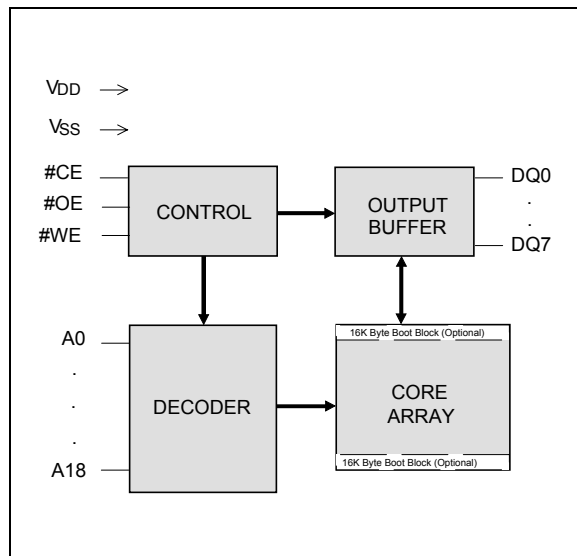 VDD
VSS
#CE
#OE
#WE
CONTROL
OUTPUT
BUFFER
DQ0
.
.
DQ7
A0
.
.
.
A18
DECODER
16K Byte Boot Block (Optional)
CORE
ARRAY
16K Byte Boot Block (Optional)